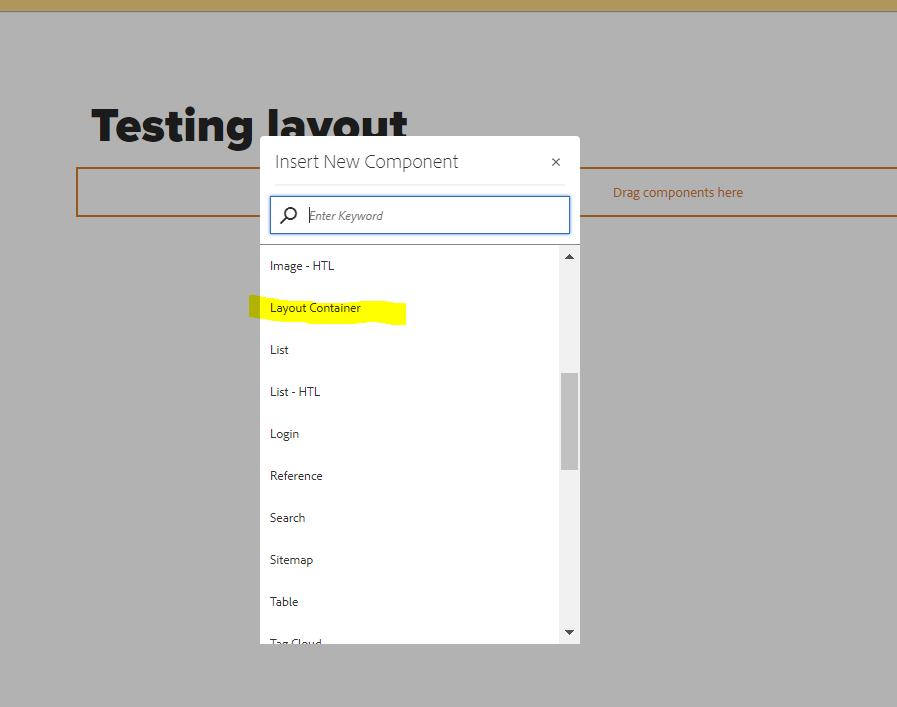 Testing layout
Insert New Component
×
Drag components here
Enter Keyword
Image - HTL
Layout Container
List
List - HTL
Login
Reference
Search
Sitemap
Table
Tag Cloud